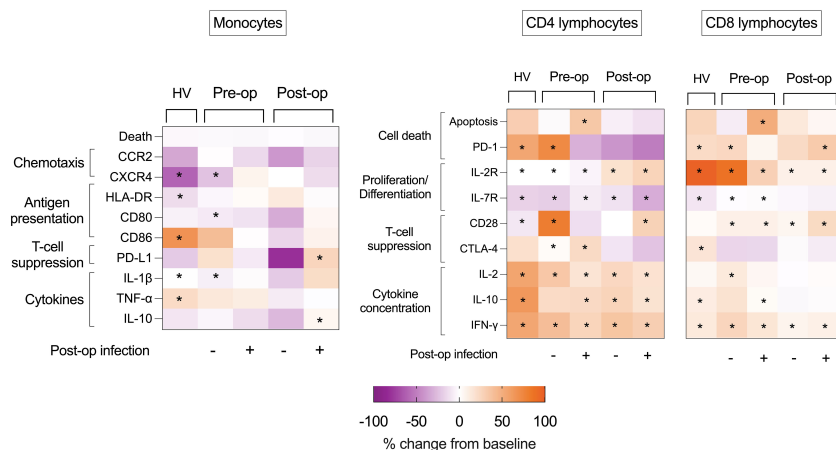 Monocytes
CD4 lymphocytes
CD8 lymphocytes
HV Pre-op Post-op
HV Pre-op Post-op
HV Pre-op Post-op
Death
Chemotaxis
CCR2
CXCR4
Antigen
presentation
HLA-DR
CD80
CD86
T-cell
suppression
PD-L1
Cytokines
IL-1β
TNF-α
IL-10
Post-op infection - + - +
Cell death
Apoptosis
PD-1
Proliferation/
Differentiation
IL-2R
IL-7R
T-cell
suppression
CD28
CTLA-4
Cytokine
concentration
IL-2
IL-10
IFN-γ
Post-op infection - + - +
- + - +
-100 -50 0 50 100
% change from baseline